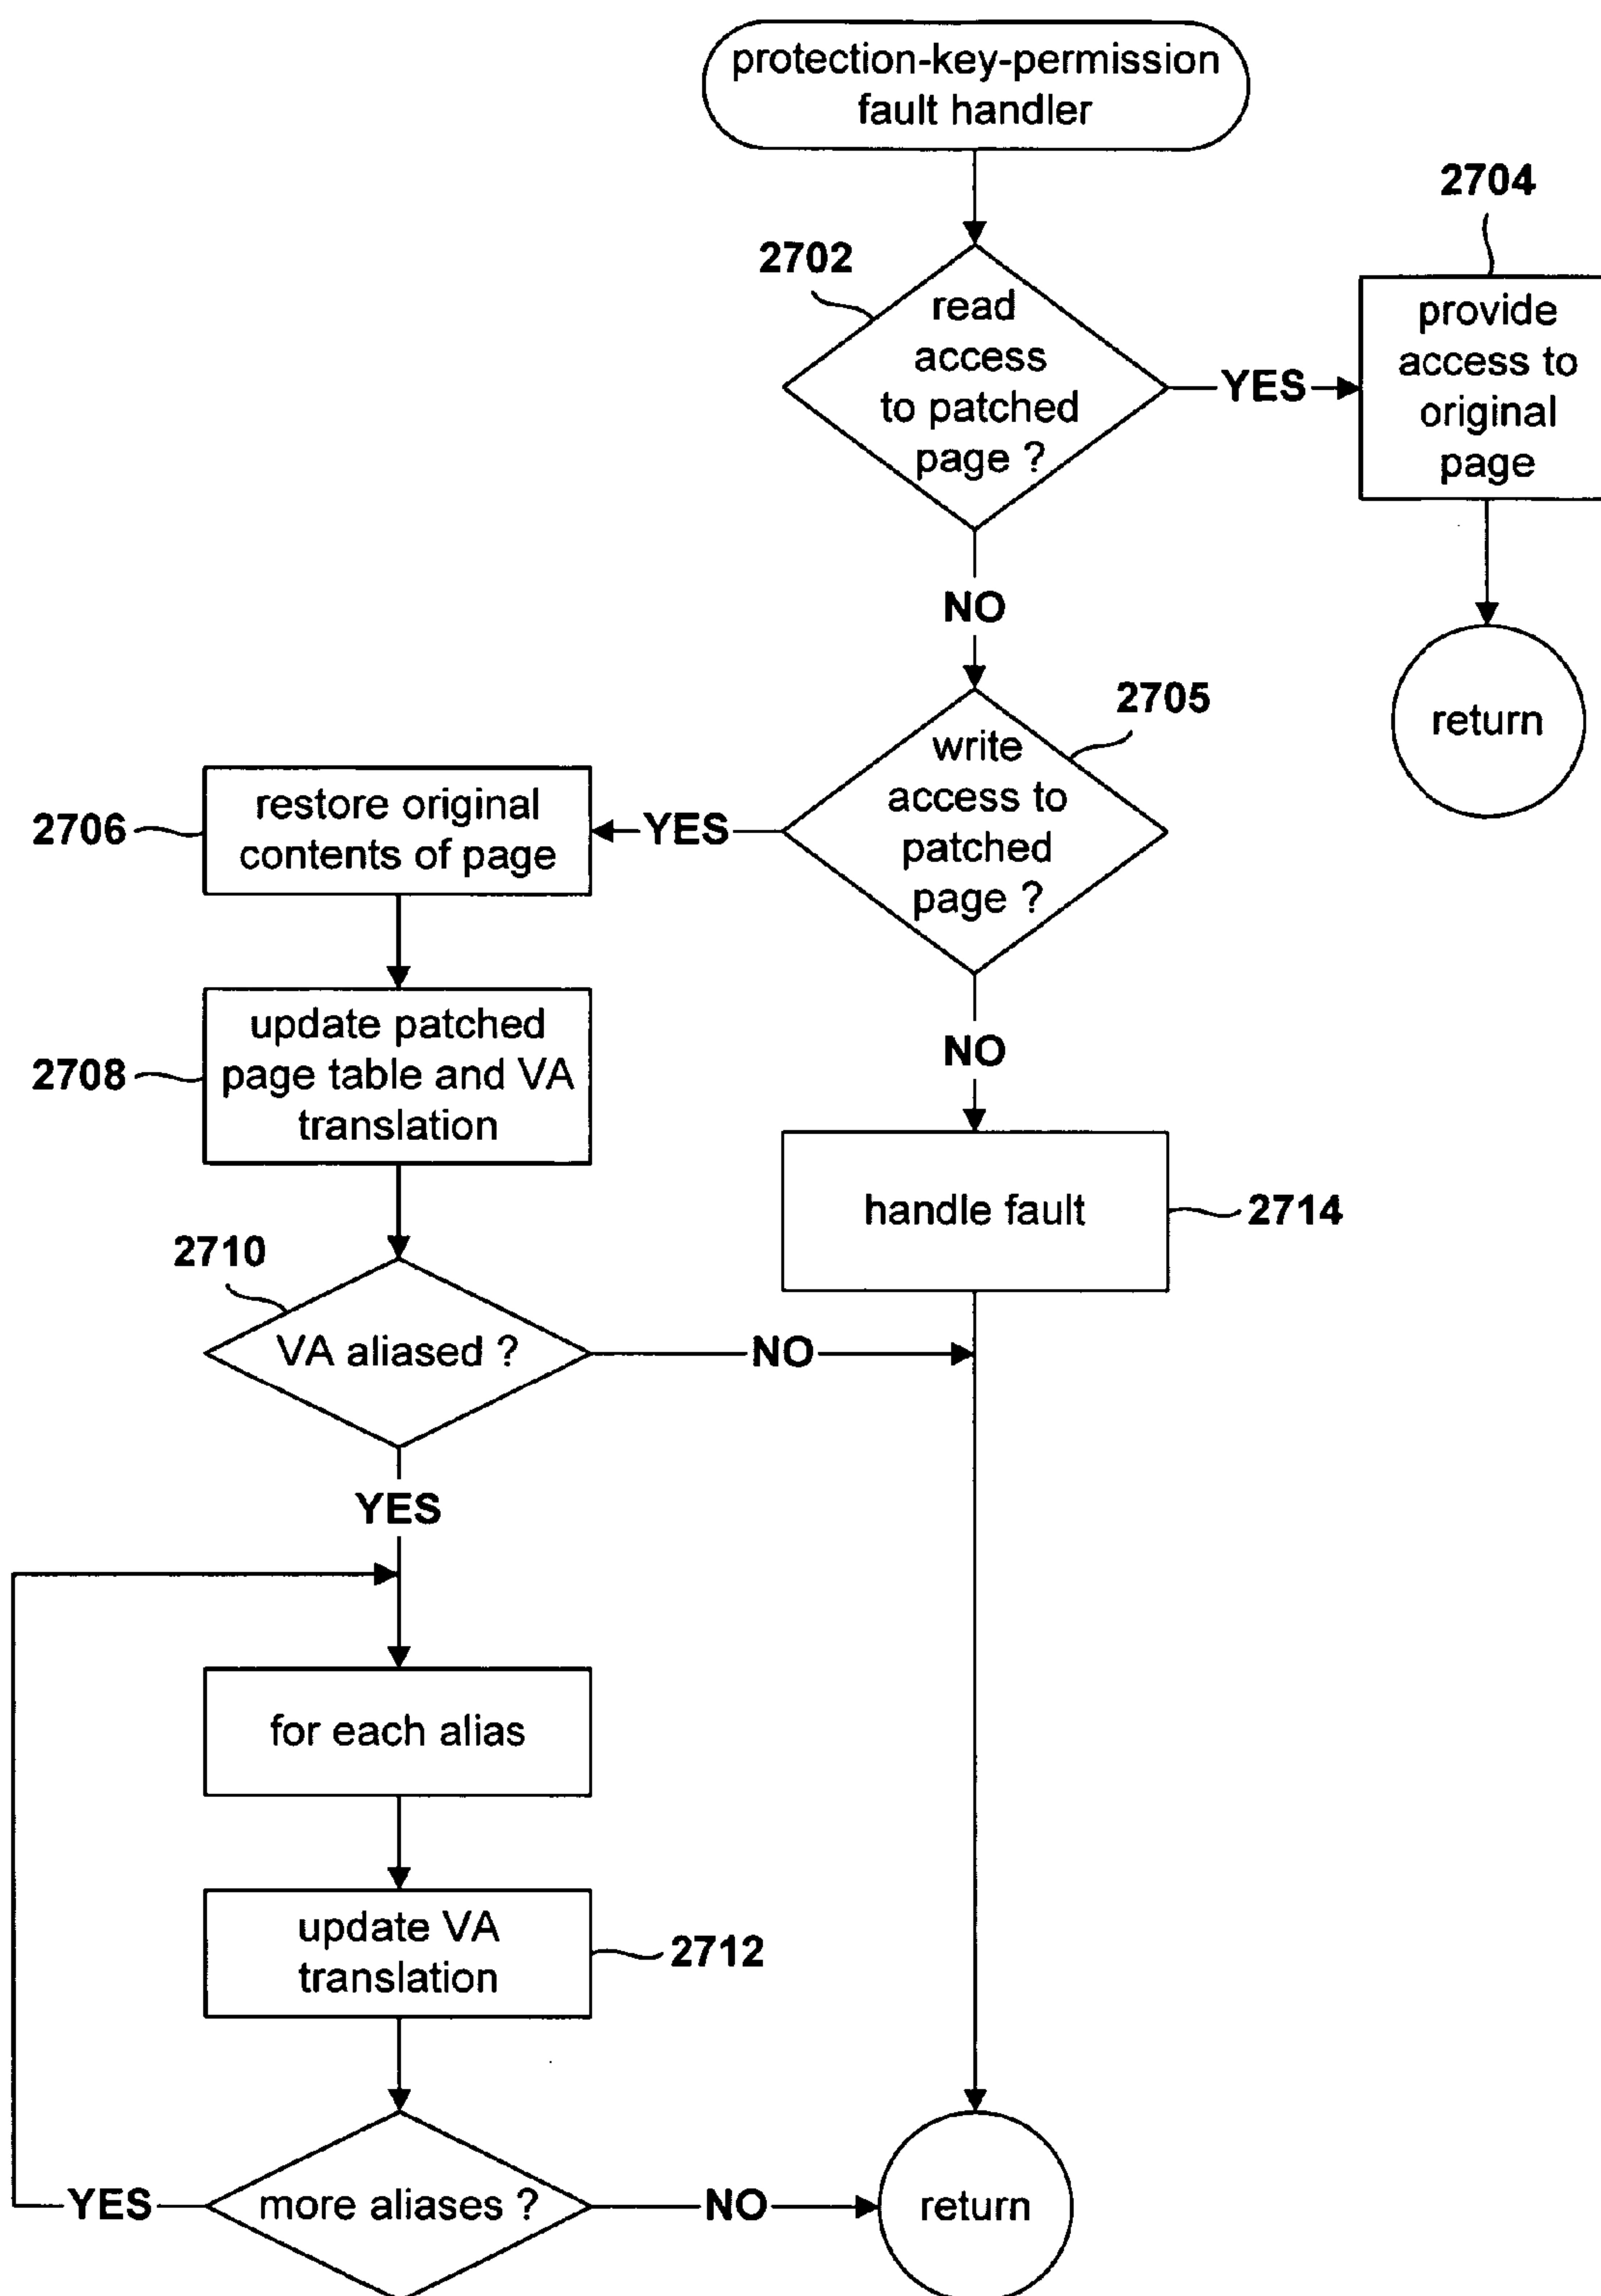 protection-key-permission
fault handler
2704
2702
read
access
to patched
page ?
YES
provide
access to
original
page
NO
return
2705
write
access to
patched
page ?
YES
restore original
contents of page
2706
update patched
page table and VA
translation
2708
NO
handle fault
2714
2710
VA aliased ?
NO
YES
for each alias
update VA
translation
2712
more aliases ?
YES
NO
return